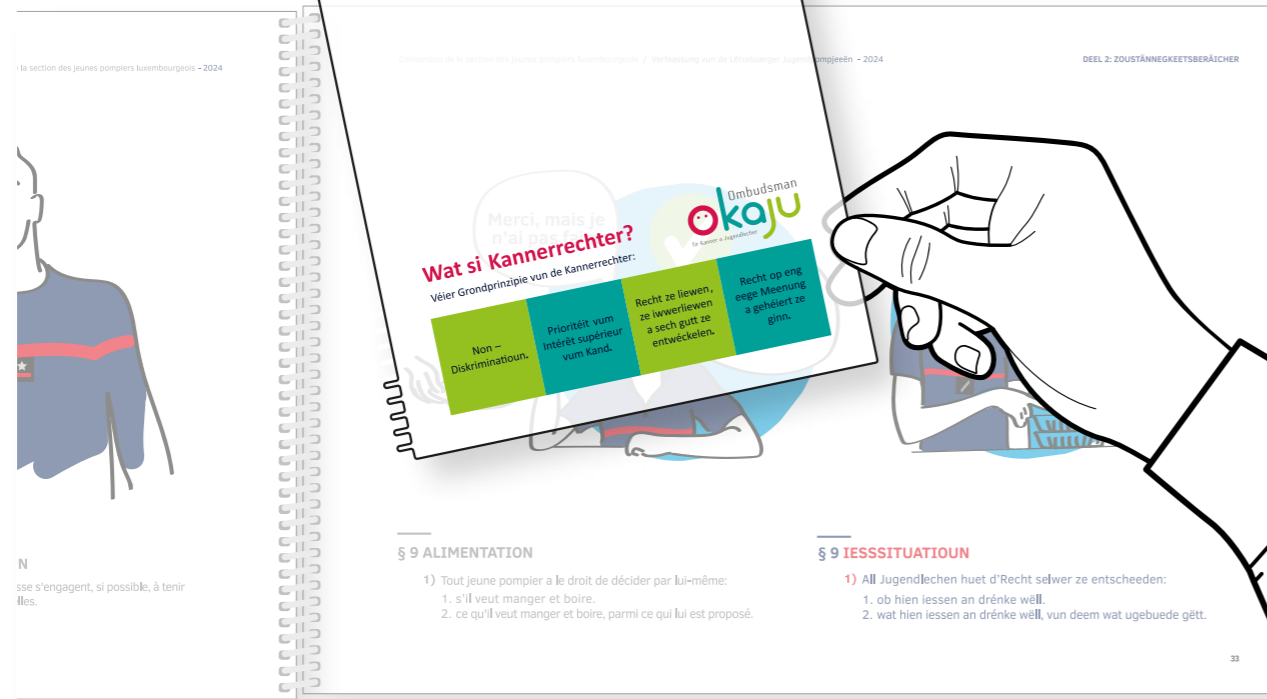 la section des jeunes pompiers luxembourgeois – 2024
N
sse s'engagent, si possible, à tenir
lles.
Constitution de la section des jeunes pompiers luxembourgeois / Verfassung vun de Lëtzebuerger Jugendpompjeeën – 2024
DEEL 2: ZOUSTÄNNEGKEETSBERÄICHER
Merci, mais je
n'ai pas
Ombudsman
okaju
fir Kanner a Jugendlecher
Wat si Kannerrechter?
Véier Grondprinzipie vun de Kannerrechter:
Non –
Diskriminatioun.
Prioritéit vum
Intérêt supérieur
vum Kand.
Recht ze liewen,
ze iwwerliewen
a sech gutt ze
entwéckelen.
Recht op eng
eege Meenung
a gehéiert ze
ginn.
§ 9 ALIMENTATION
1) Tout jeune pompier a le droit de décider par lui-même:
1. s'il veut manger et boire.
2. ce qu'il veut manger et boire, parmi ce qui lui est proposé.
§ 9 IESSSITUATIOUN
1) All Jugendlechen huet d'Recht selwer ze entscheeden:
1. ob hien iessen an drénke wëll.
2. wat hien iessen an drénke wëll, vun deem wat ugebuede gëtt.
33